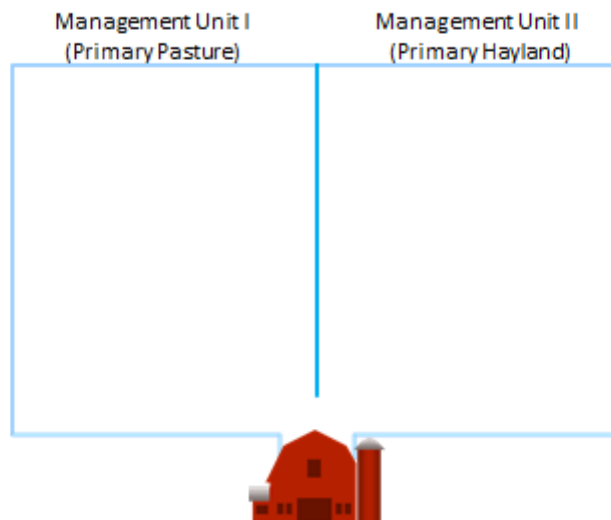 Management Unit I
(Primary Pasture)
Management Unit II
(Primary Hayland)